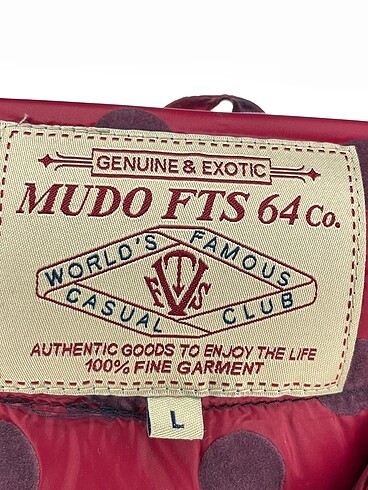 GENUINE & EXOTIC
MUDO FTS 64 Co.
WORLD'S FAMOUS
FTS
CASUAL CLUB
AUTHENTIC GOODS TO ENJOY THE LIFE
100% FINE GARMENT
L